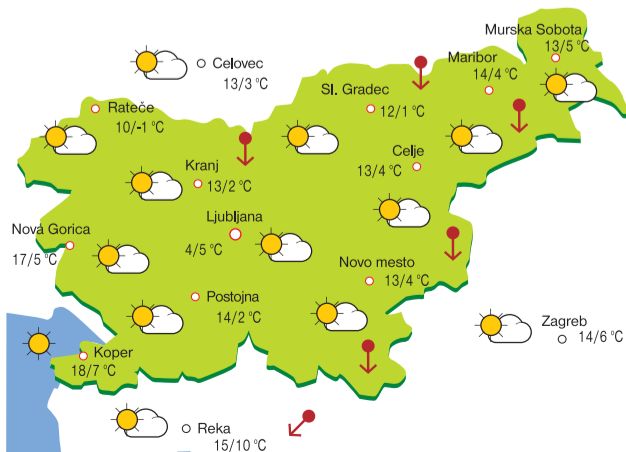 Murska Sobota
13/5 °C
Maribor
14/4 °C
Celovec
13/3 °C
Sl. Gradec
12/1 °C
Rateče
10/-1 °C
Celje
13/4 °C
Kranj
13/2 °C
Ljubljana
4/5 °C
Nova Gorica
17/5 °C
Novo mesto
13/4 °C
Postojna
14/2 °C
Zagreb
14/6 °C
Koper
18/7 °C
Reka
15/10 °C